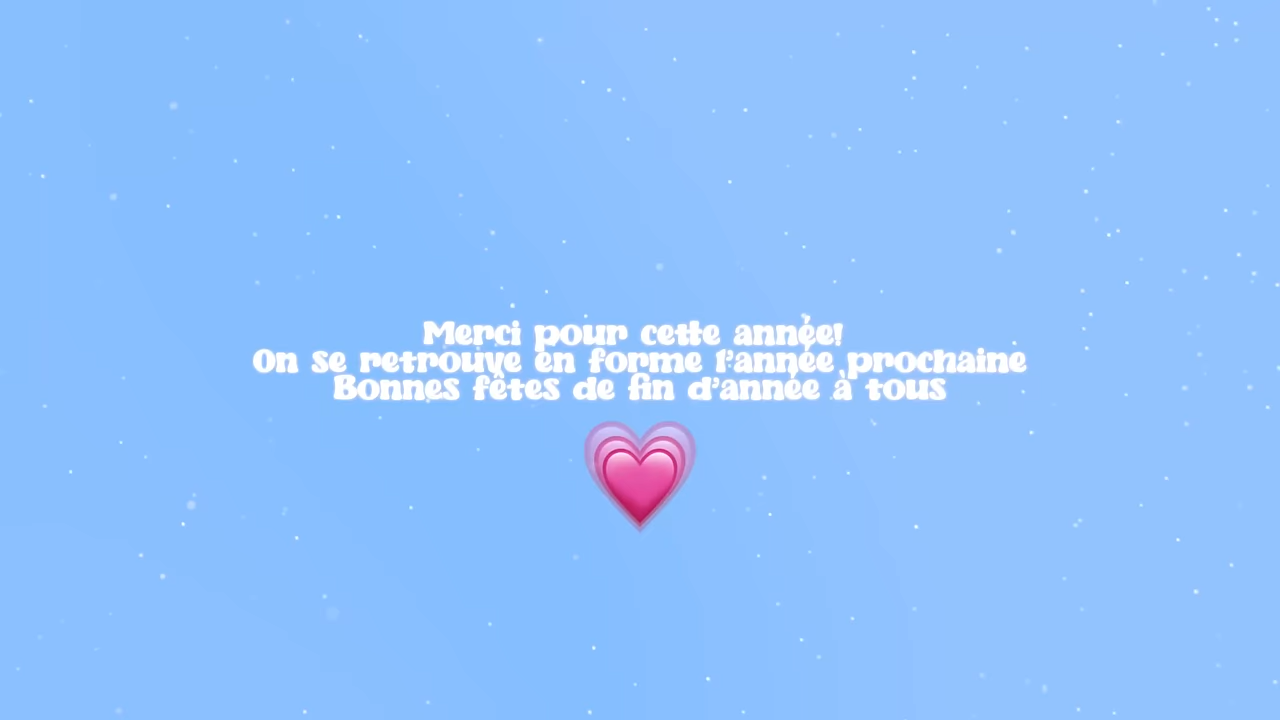 Merci pour cette année!
On se retrouve en forme l'année prochaine
Bonnes fêtes de fin d'année à tous